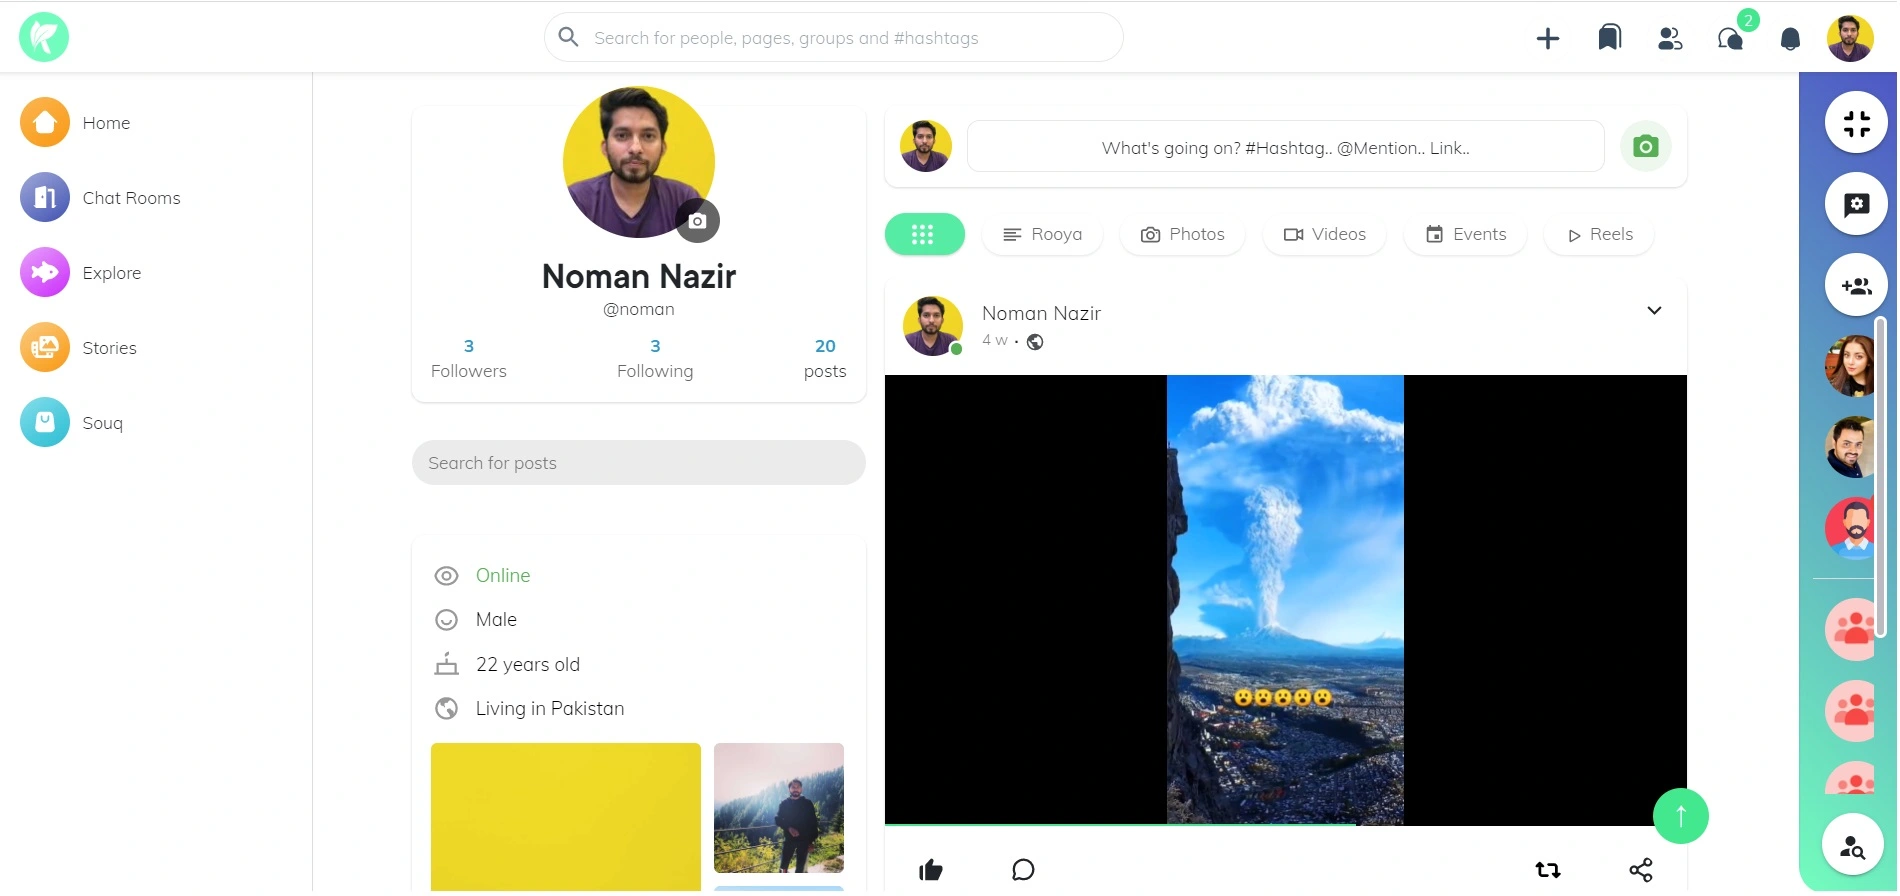 Search for people, pages, groups and #hashtags
2
Home
Chat Rooms
Explore
Stories
Souq
Noman Nazir
@noman
3
Followers
3
Following
20
posts
Search for posts
Online
Male
22 years old
Living in Pakistan
What's going on? #Hashtag.. @Mention.. Link..
Rooya
Photos
Videos
Events
Reels
Noman Nazir
4 w